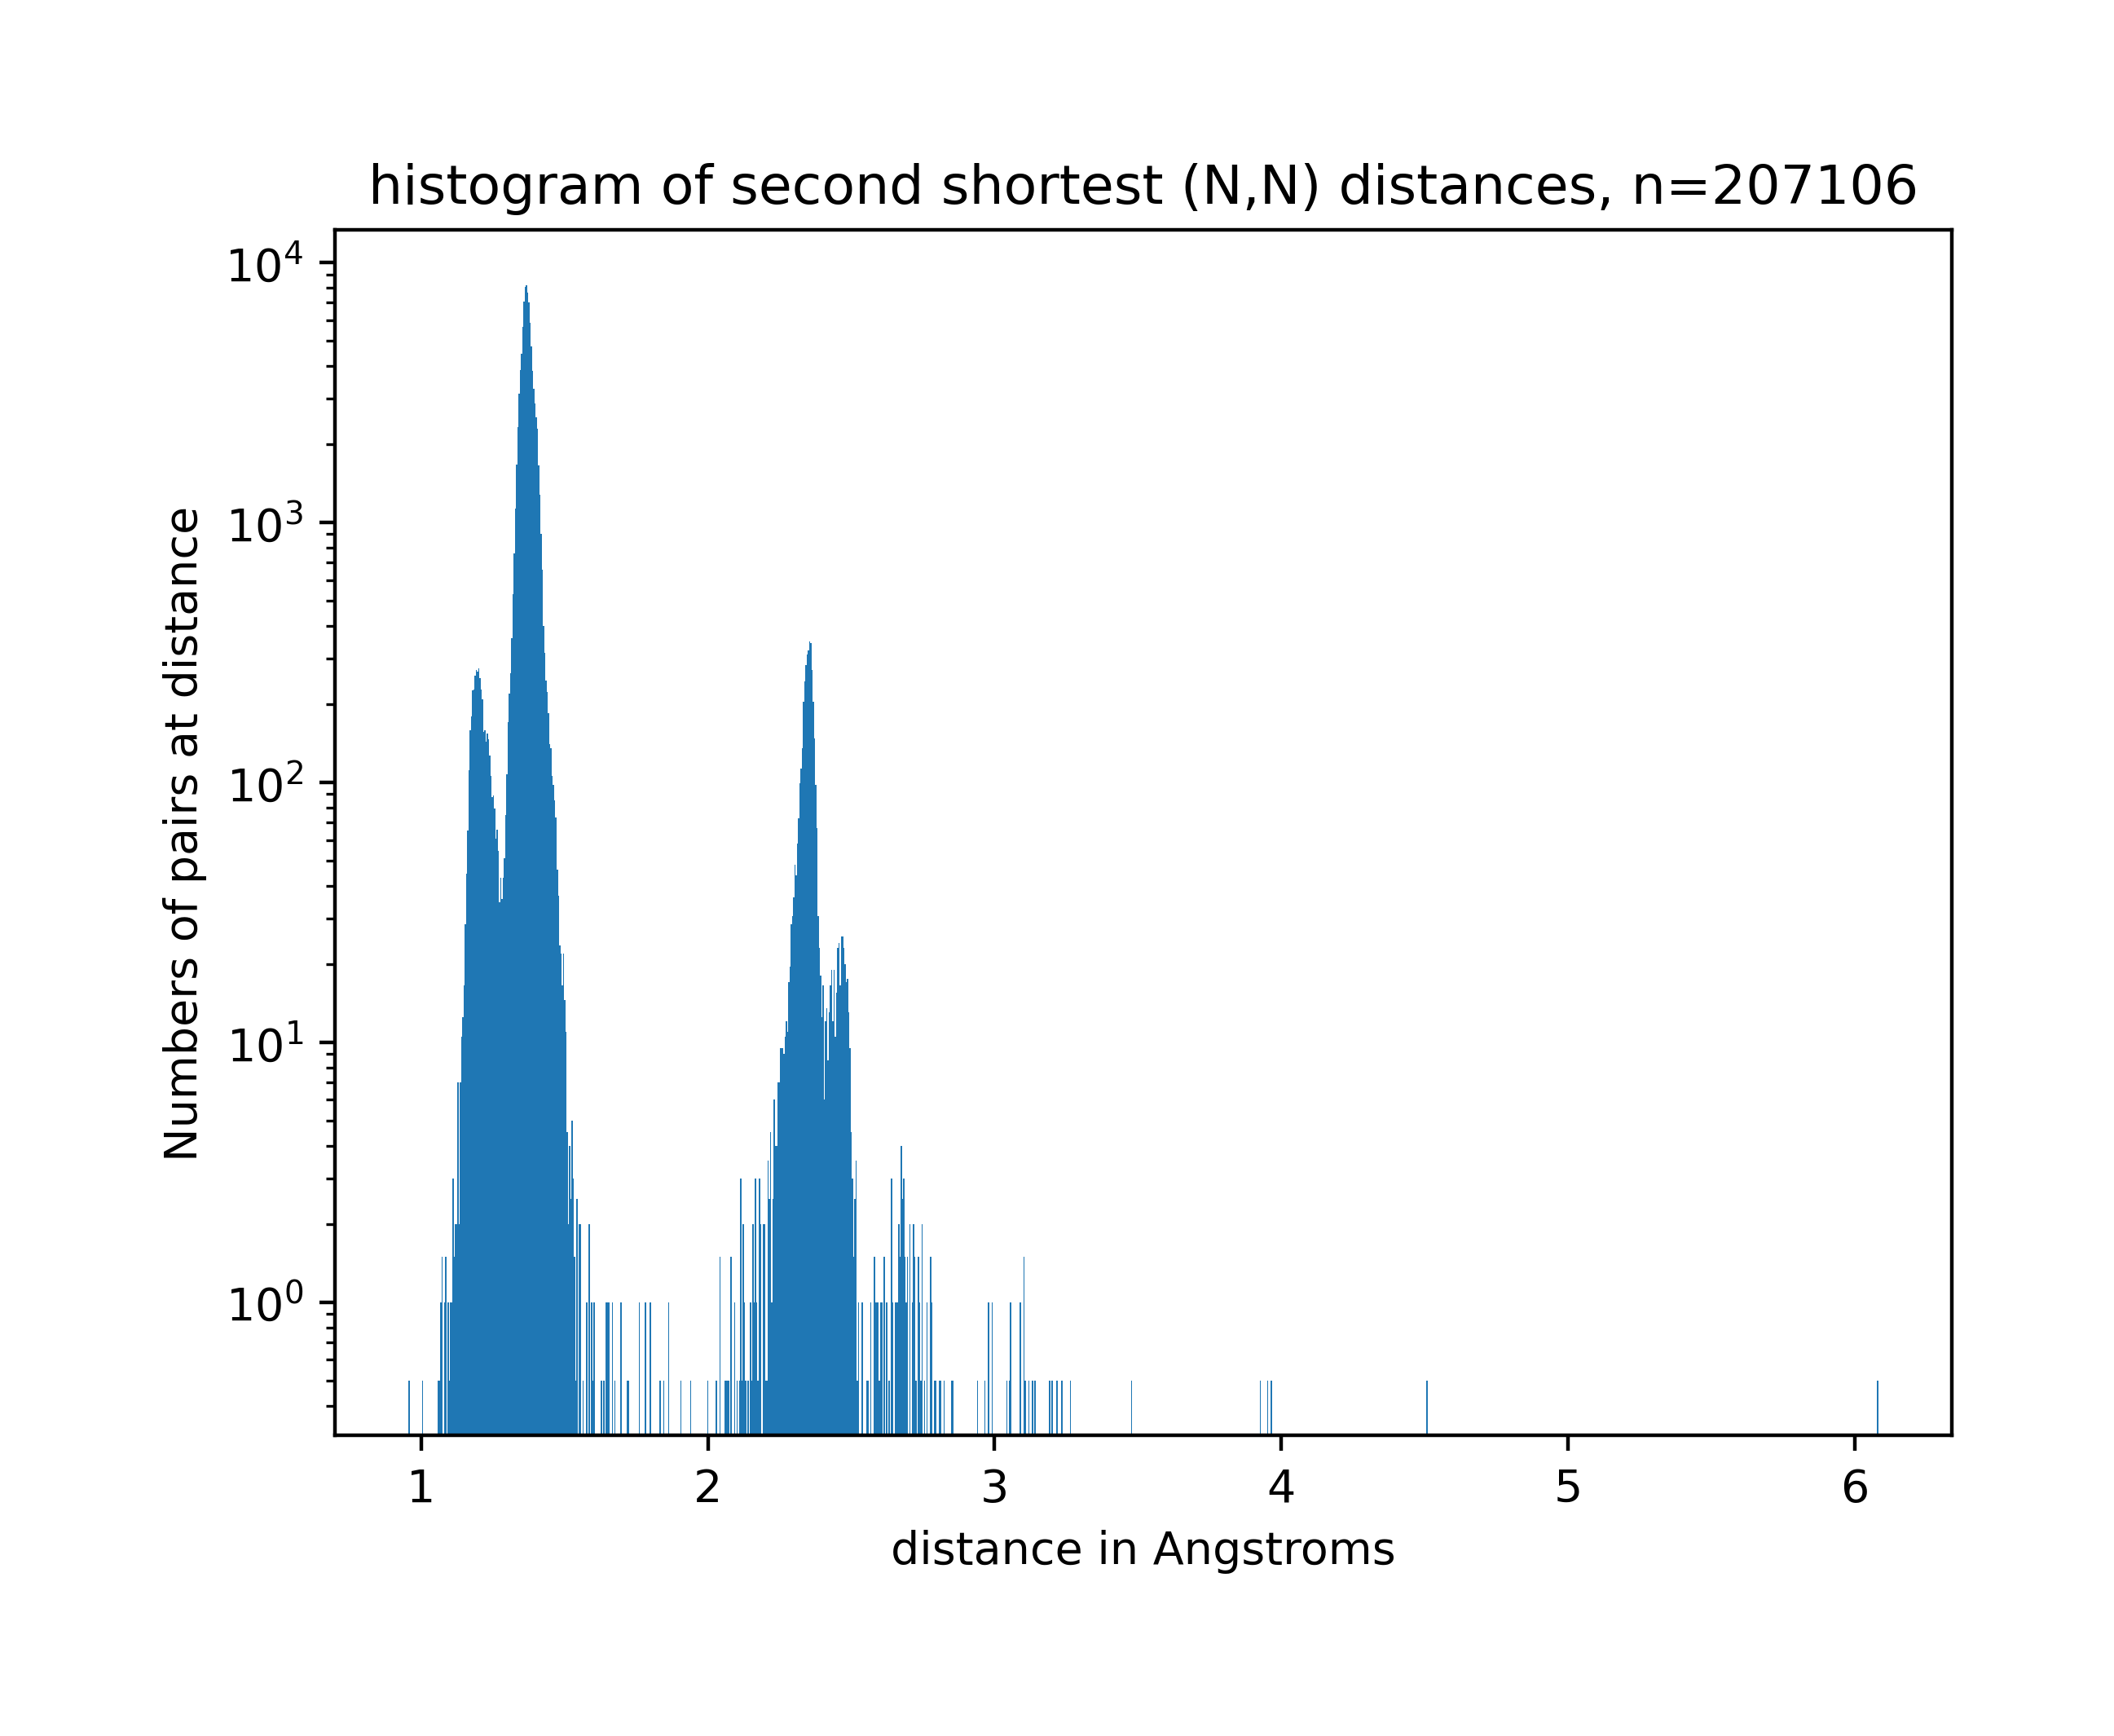 histogram of second shortest (N,N) distances, n=207106
Numbers of pairs at distance
10⁴
10³
10²
10¹
10⁰
1 2 3 4 5 6
distance in Angstroms